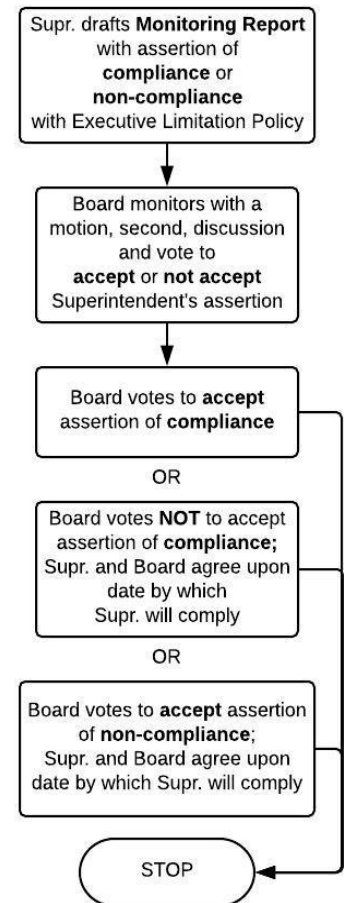 Supr. drafts Monitoring Report
with assertion of
compliance or
non-compliance
with Executive Limitation Policy
Board monitors with a
motion, second, discussion
and vote to
accept or not accept
Superintendent's assertion
Board votes to accept
assertion of compliance
OR
Board votes NOT to accept
assertion of compliance;
Supr. and Board agree upon
date by which
Supr. will comply
OR
Board votes to accept assertion
of non-compliance;
Supr. and Board agree upon
date by which Supr. will comply
STOP